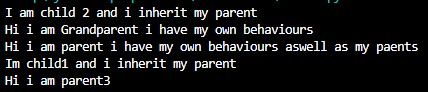 I am child 2 and i inherit my parent
Hi i am Grandparent i have my own behaviours
Hi i am parent i have my own behaviours aswell as my paents
Im child1 and i inherit my parent
Hi i am parent3